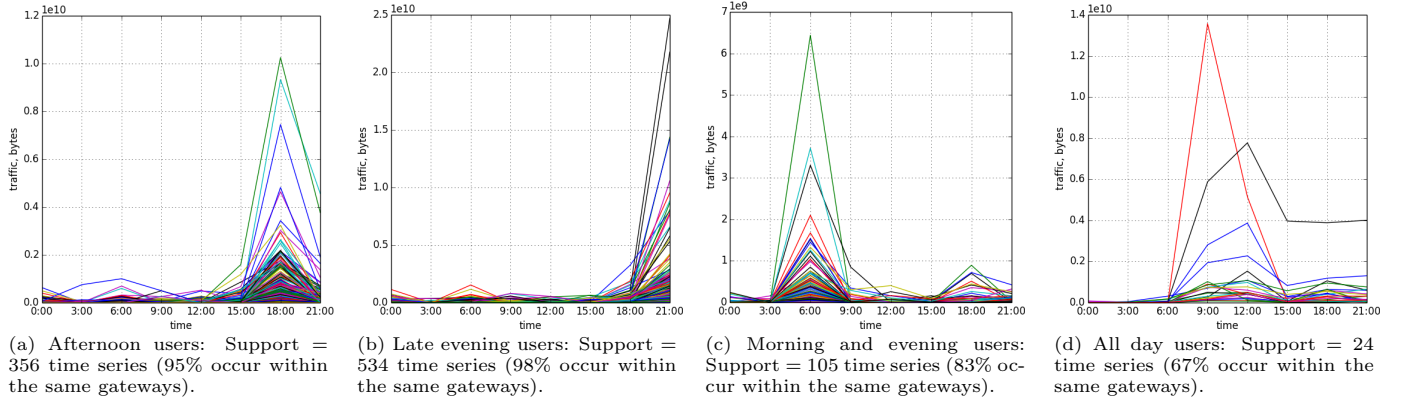 1e10
1.2
1.0
0.8
0.6
0.4
0.2
0.0
traffic, bytes
0:00 3:00 6:00 9:00 12:00 15:00 18:00 21:00
time
(a) Afternoon users: Support =
356 time series (95% occur within
the same gateways).
1e10
2.5
2.0
1.5
1.0
0.5
0.0
traffic, bytes
0:00 3:00 6:00 9:00 12:00 15:00 18:00 21:00
time
(b) Late evening users: Support =
534 time series (98% occur within
the same gateways).
1e9
7
6
5
4
3
2
1
0
traffic, bytes
0:00 3:00 6:00 9:00 12:00 15:00 18:00 21:00
time
(c) Morning and evening users:
Support = 105 time series (83% oc-
cur within the same gateways).
1e10
1.4
1.2
1.0
0.8
0.6
0.4
0.2
0.0
traffic, bytes
0:00 3:00 6:00 9:00 12:00 15:00 18:00 21:00
time
(d) All day users: Support = 24
time series (67% occur within the
same gateways).